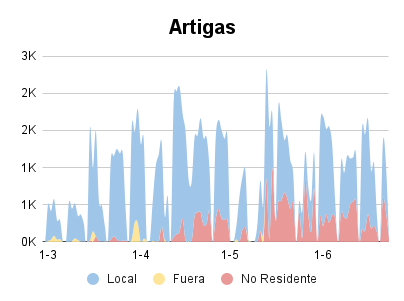 Artigas
3K
2K
2K
1K
1K
0K
1-3 1-4 1-5 1-6
Local Fuera No Residente